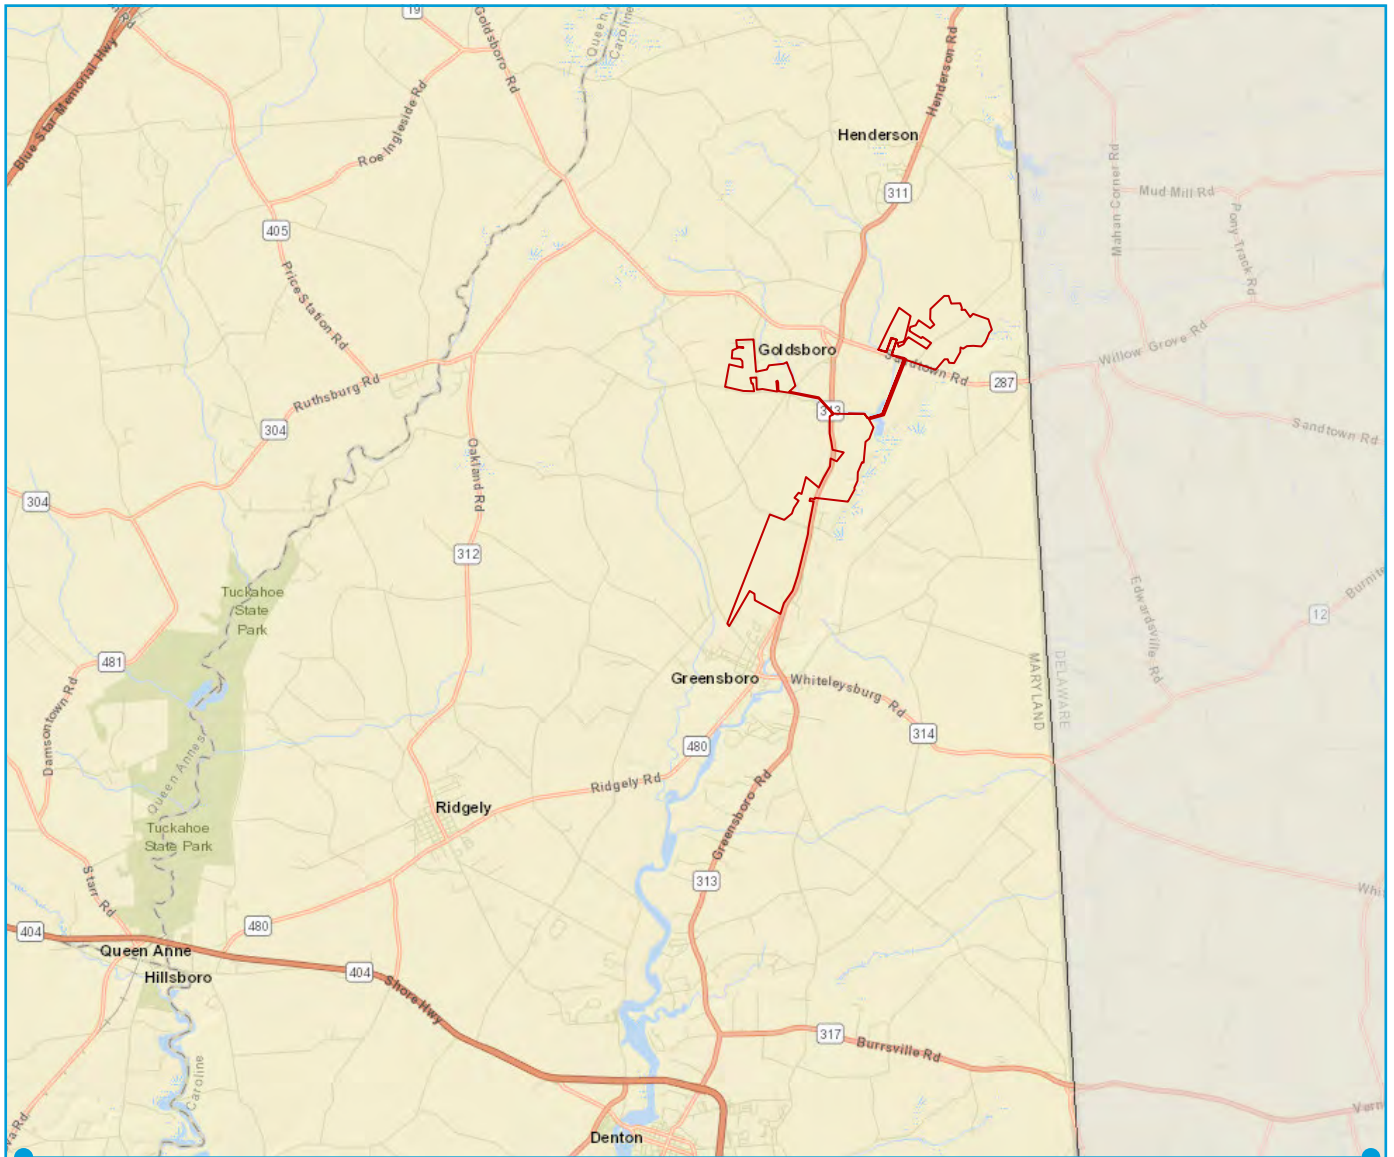 19
Goldsboro Rd
Queen
Caroline
Blue Star Memorial Hwy
Roe Ingleside Rd
Henderson Rd
Henderson
311
Mahan Corner Rd
Mud Mill Rd
Pony Track Rd
405
Price Station Rd
Goldsboro
Sandtown Rd
287
Willow Grove Rd
Ruthsburg Rd
304
313
Sandtown Rd
304
Oakland Rd
312
Tuckahoe
State
Park
Edwardsville Rd
12
481
Damsontown Rd
Greensboro
Whiteleysburg Rd
MARYLAND
DELAWARE
314
480
Queen Annes
Ridgely Rd
Ridgely
Greensboro Rd
Tuckahoe
State Park
Starr Rd
313
480
404
Queen Anne
Hillsboro
404
Shore Hwy
317
Burrsville Rd
Caroline
Denton